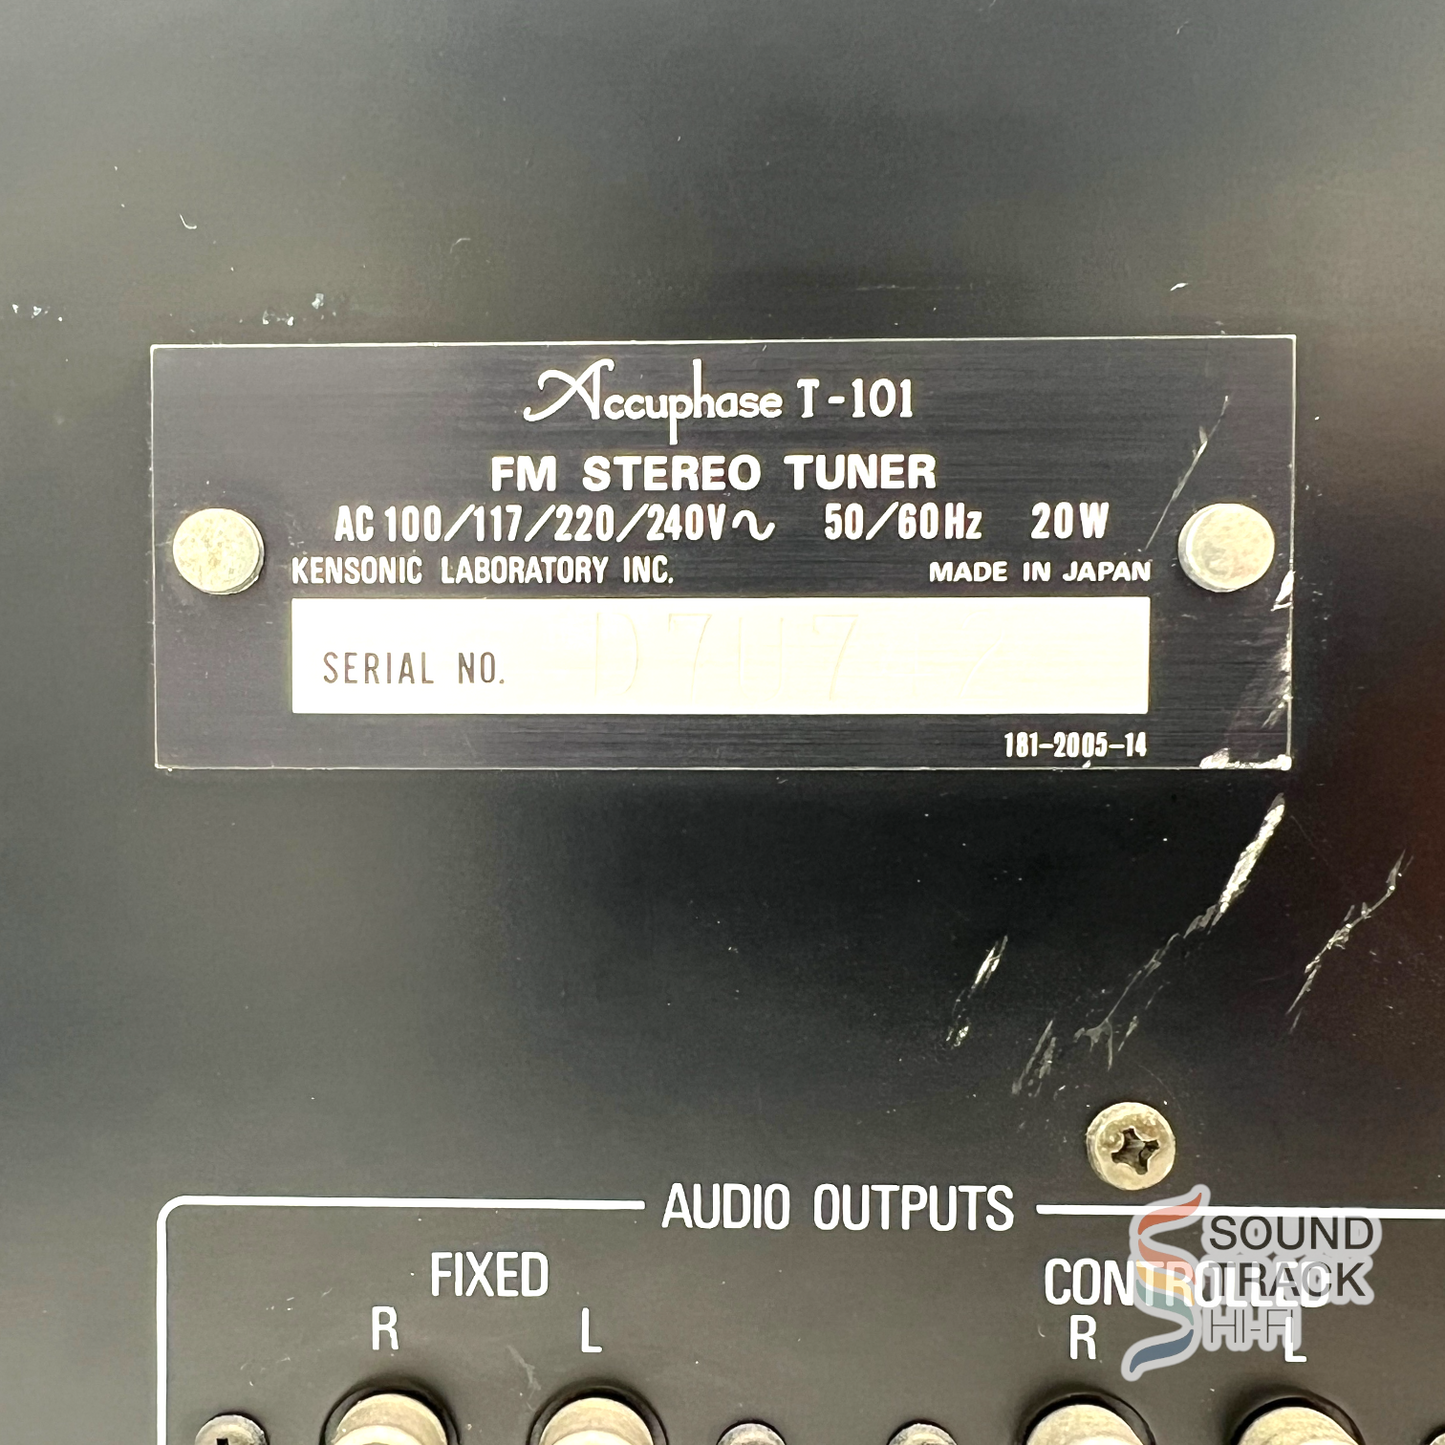 Accuphase T-101
FM STEREO TUNER
AC 100/117/220/240V~ 50/60Hz 20W
KENSONIC LABORATORY INC. MADE IN JAPAN
SERIAL NO.
181-2005-14
AUDIO OUTPUTS
FIXED CONTROLLED
R L R L
SOUND
TRACK
HI-FI